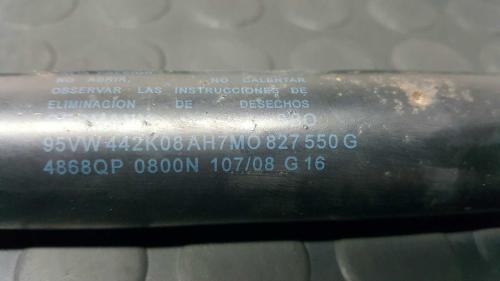 NO ABRIR, NO CALENTAR
OBSERVAR LAS INSTRUCCIONES DE
ELIMINACION DE DESECHOS
95VW 442K08 AH7MO 827 550 G
4868QP 0800N 107/08 G 16